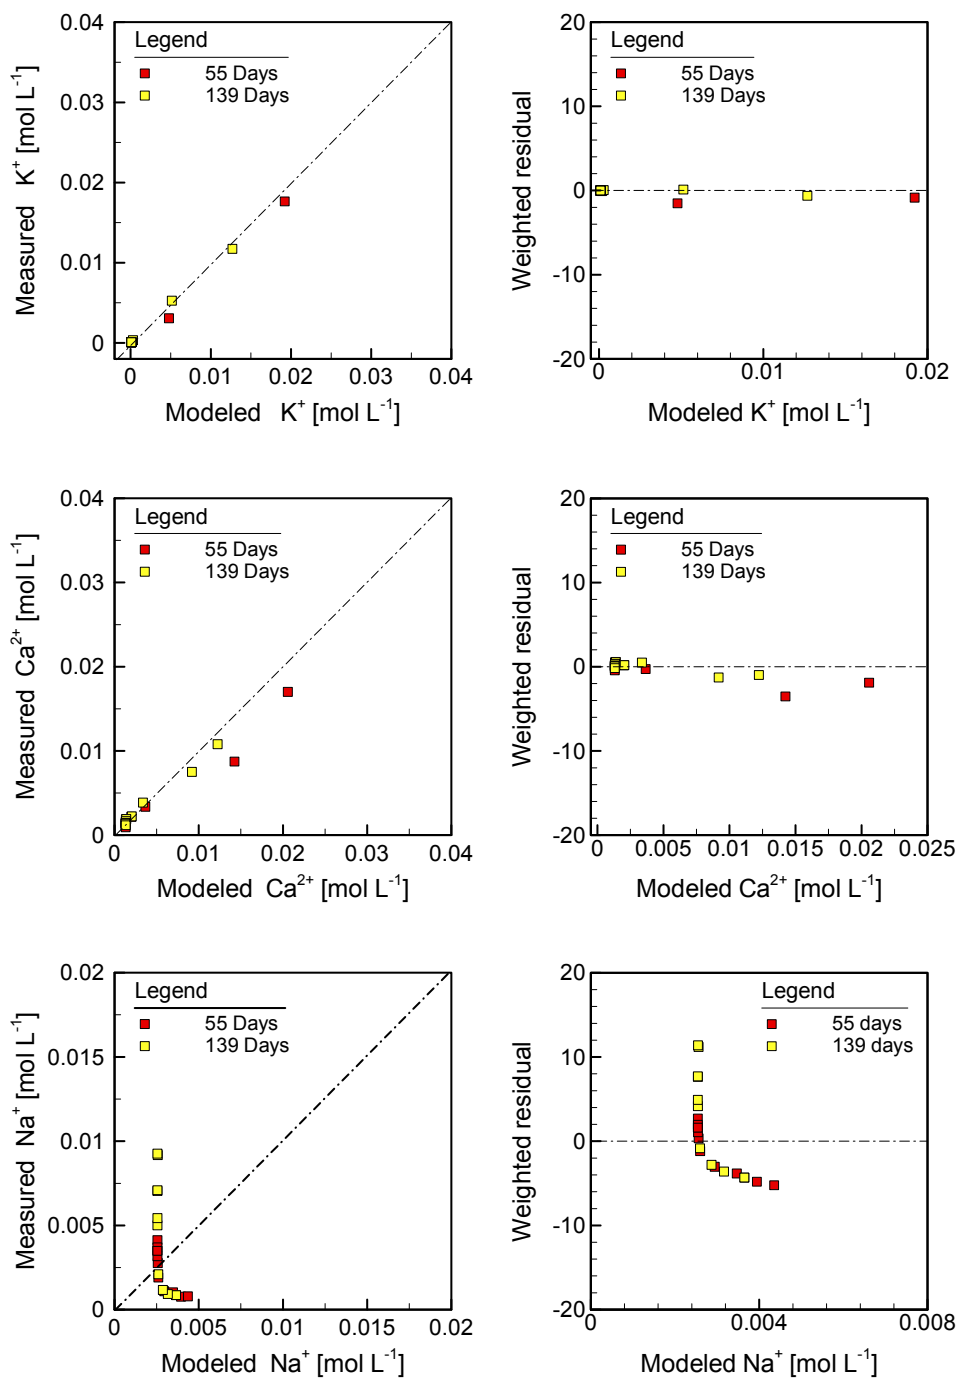 0.04
0.03
0.02
0.01
0
Measured K⁺ [mol L⁻¹]
Legend
55 Days
139 Days
0 0.01 0.02 0.03 0.04
Modeled K⁺ [mol L⁻¹]
20
10
0
-10
-20
Weighted residual
Legend
55 Days
139 Days
0 0.01 0.02
Modeled K⁺ [mol L⁻¹]
0.04
0.03
0.02
0.01
0
Measured Ca²⁺ [mol L⁻¹]
Legend
55 Days
139 Days
0 0.01 0.02 0.03 0.04
Modeled Ca²⁺ [mol L⁻¹]
20
10
0
-10
-20
Weighted residual
Legend
55 Days
139 Days
0 0.005 0.01 0.015 0.02 0.025
Modeled Ca²⁺ [mol L⁻¹]
0.02
0.015
0.01
0.005
0
Measured Na⁺ [mol L⁻¹]
Legend
55 Days
139 Days
0 0.005 0.01 0.015 0.02
Modeled Na⁺ [mol L⁻¹]
20
10
0
-10
-20
Weighted residual
Legend
55 days
139 days
0 0.004 0.008
Modeled Na⁺ [mol L⁻¹]